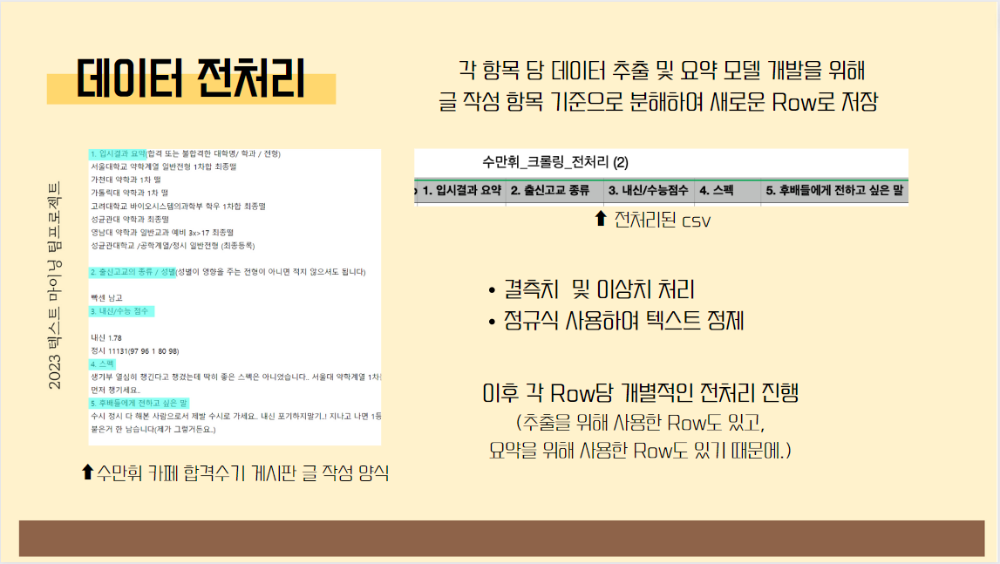 데이터 전처리
각 항목 당 데이터 추출 및 요약 모델 개발을 위해
글 작성 항목 기준으로 분해하여 새로운 Row로 저장
2023 텍스트 마이닝 팀프로젝트
1. 입시결과 요약(합격 또는 불합격한 대학명/ 학과 / 전형)
서울대학교 약학계열 일반전형 1차합 최종떨
가천대 약학과 1차 떨
가톨릭대 약학과 1차 떨
고려대학교 바이오시스템의과학부 학우 1차합 최종떨
성균관대 약학과 최종떨
영남대 약학과 일반교과 예비 3x>17 최종떨
성균관대학교 /공학계열/정시 일반전형 (최종등록)
2. 출신고교의 종류 / 성별(성별이 영향을 주는 전형이 아니면 적지 않으셔도 됩니다)
빡센 남고
3. 내신/수능 점수
내신 1.78
정시 11131(97 96 1 80 98)
4. 스펙
생기부 열심히 챙긴다고 챙겼는데 딱히 좋은 스펙은 아니었습니다.. 서울대 약학계열 1차
먼저 챙기세요..
5. 후배들에게 전하고 싶은 말
수시 정시 다 해본 사람으로서 제발 수시로 가세요.. 내신 포기하지말기..! 지나고 나면 1등
붙은거 한 남습니다(제가 그렇거든요..)
⬆수만휘 카페 합격수기 게시판 글 작성 양식
수만휘_크롤링_전처리 (2)
1. 입시결과 요약 2. 출신고교 종류 3. 내신/수능점수 4. 스펙 5. 후배들에게 전하고 싶은 말
⬆ 전처리된 csv
• 결측치 및 이상치 처리
• 정규식 사용하여 텍스트 정제
이후 각 Row당 개별적인 전처리 진행
(추출을 위해 사용한 Row도 있고,
요약을 위해 사용한 Row도 있기 때문에.)